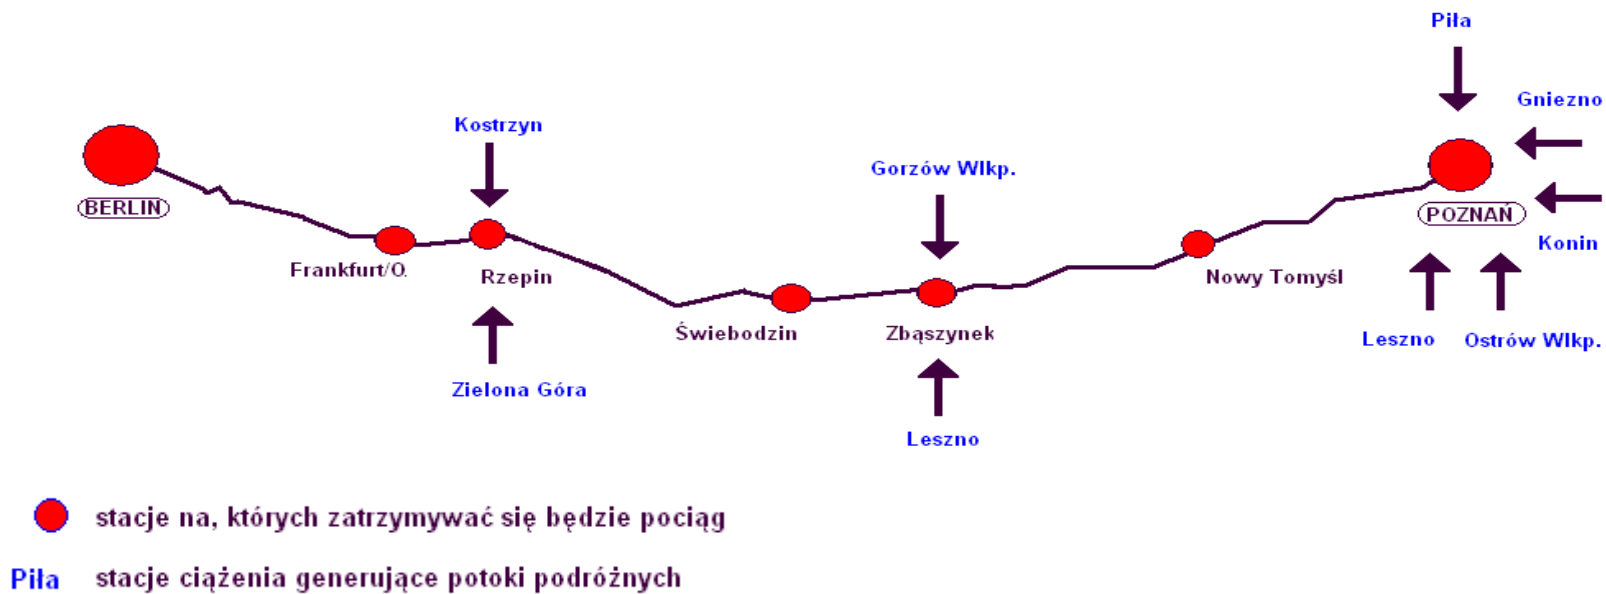 Piła
Gniezno
Kostrzyn
Gorzów Wlkp.
BERLIN
POZNAŃ
Konin
Frankfurt/O.
Rzepin
Nowy Tomyśl
Świebodzin
Zbąszynek
Leszno
Ostrów Wlkp.
Zielona Góra
Leszno
stacje na, których zatrzymywać się będzie pociąg
Piła stacje ciążenia generujące potoki podróżnych